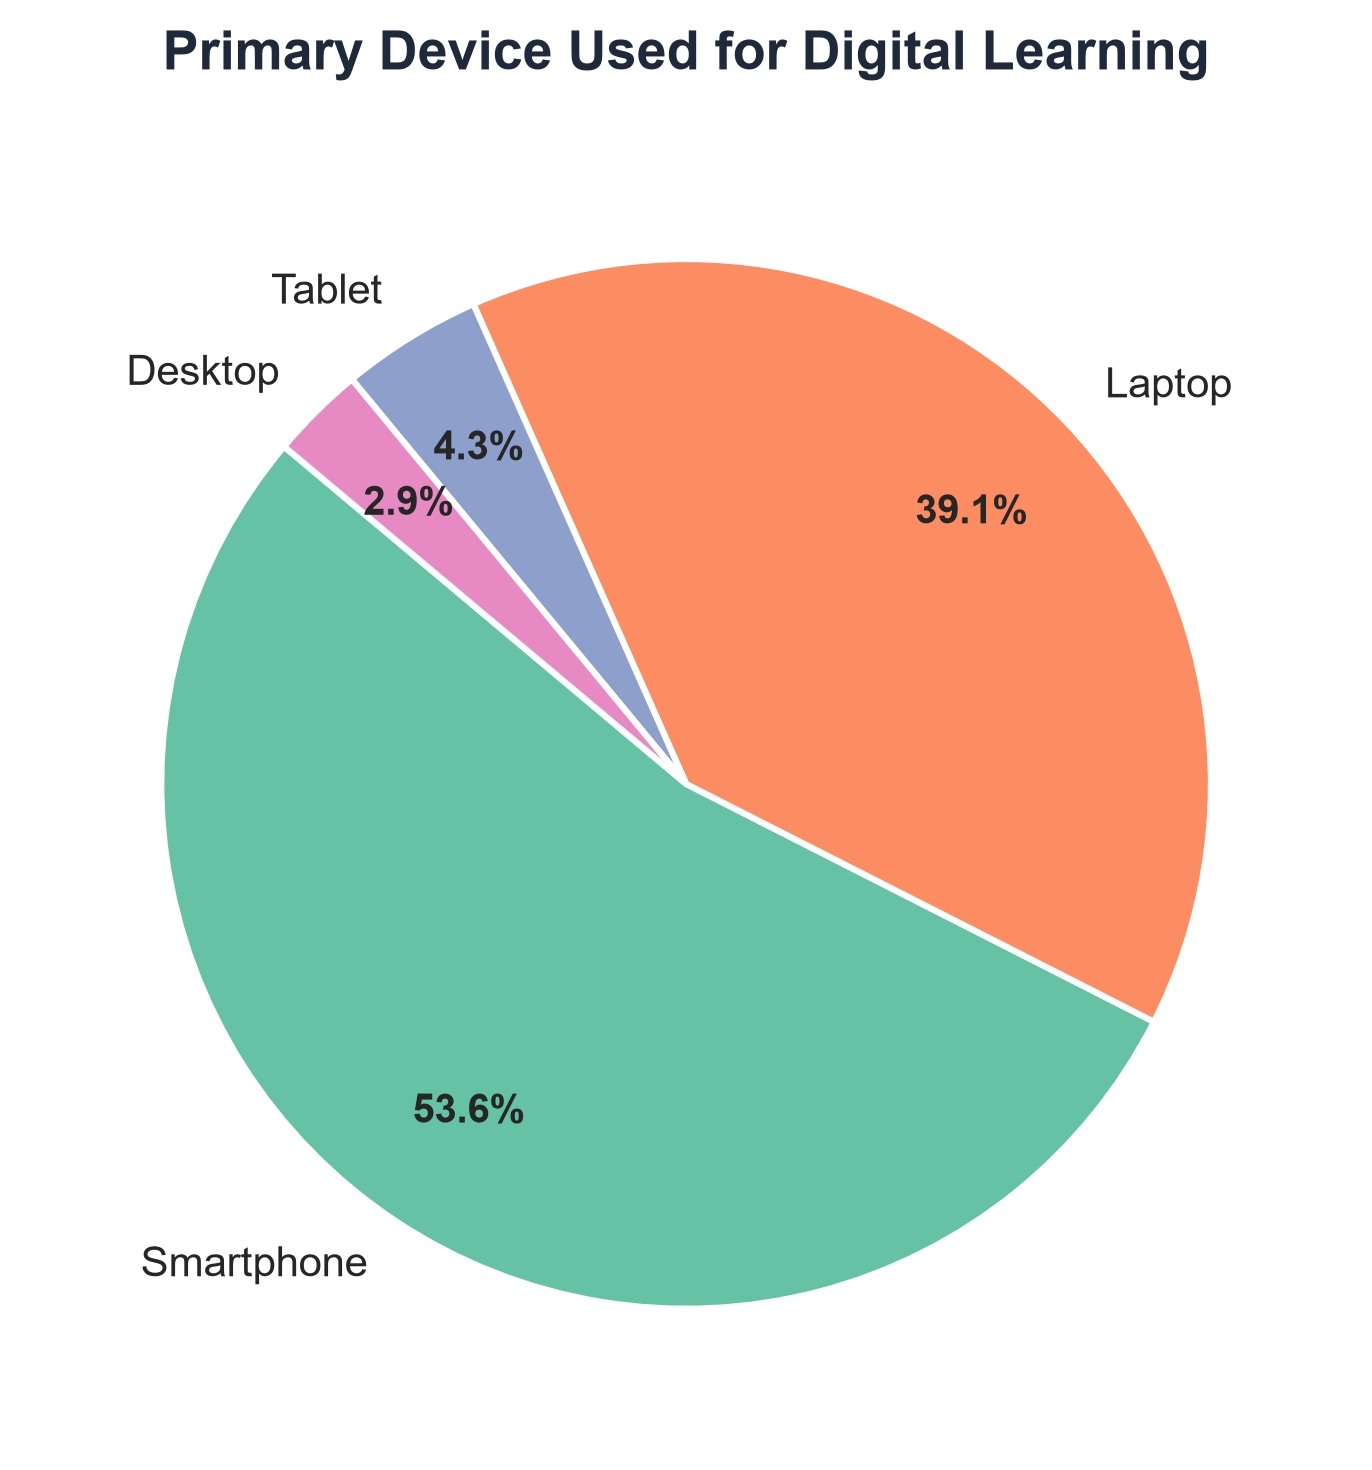 Primary Device Used for Digital Learning
Tablet
Desktop
Laptop
4.3%
2.9%
39.1%
53.6%
Smartphone